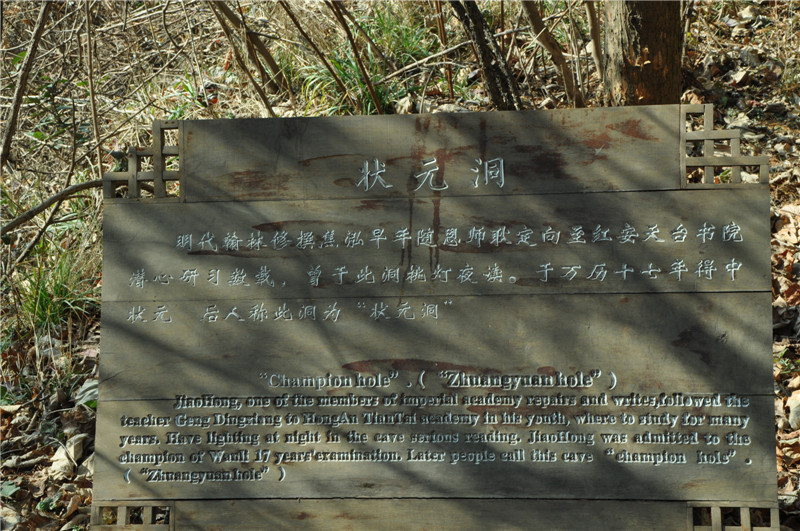 状元洞
明代翰林修撰焦泓早年随恩师耿定向至红安天台书院
潜心研习数载，曾于此洞挑灯夜读。于万历十七年得中
状元 后人称此洞为“状元洞”
“Champion hole”.(“Zhuangyuan hole”)
JiaoHong, one of the members of imperial academy repairs and writes,followed the
teacher Geng Dingxiang to HongAn TianTai academy in his youth, where to study for many
years. Have lighting at night in the cave serious reading. JiaoHong was admitted to the
champion of Wanli 17 years'examination. Later people call this cave “champion hole”.
(“Zhuangyuan hole”)